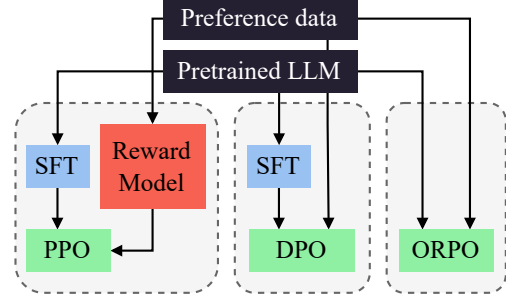 Preference data
Pretrained LLM
SFT
Reward
Model
PPO
SFT
DPO
ORPO